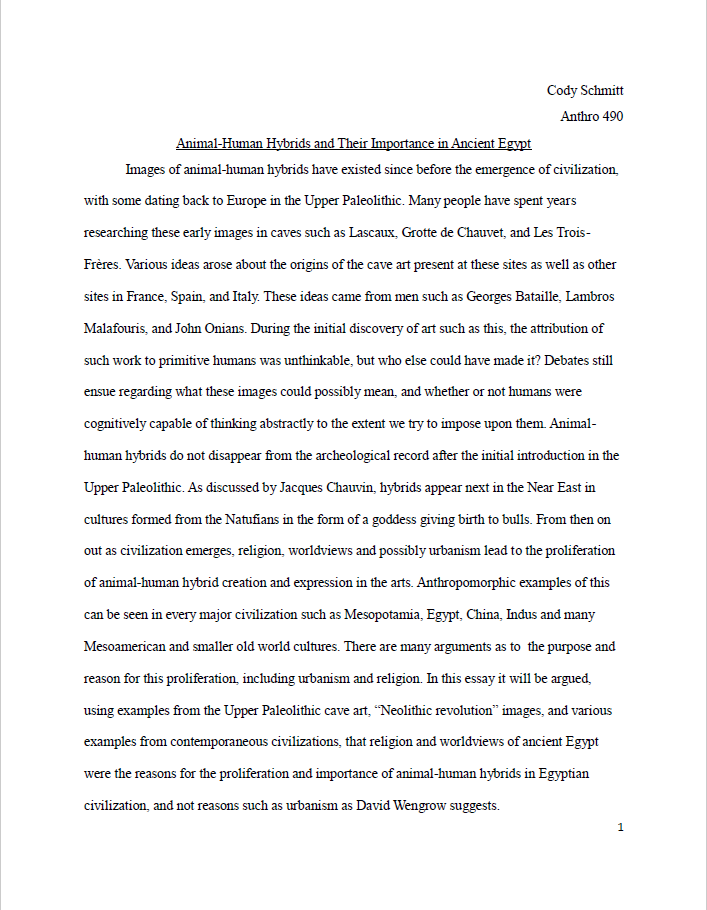 Cody Schmitt
Anthro 490
Animal-Human Hybrids and Their Importance in Ancient Egypt
Images of animal-human hybrids have existed since before the emergence of civilization,
with some dating back to Europe in the Upper Paleolithic. Many people have spent years
researching these early images in caves such as Lascaux, Grotte de Chauvet, and Les Trois-
Frères. Various ideas arose about the origins of the cave art present at these sites as well as other
sites in France, Spain, and Italy. These ideas came from men such as Georges Bataille, Lambros
Malafouris, and John Onians. During the initial discovery of art such as this, the attribution of
such work to primitive humans was unthinkable, but who else could have made it? Debates still
ensue regarding what these images could possibly mean, and whether or not humans were
cognitively capable of thinking abstractly to the extent we try to impose upon them. Animal-
human hybrids do not disappear from the archeological record after the initial introduction in the
Upper Paleolithic. As discussed by Jacques Chauvin, hybrids appear next in the Near East in
cultures formed from the Natufians in the form of a goddess giving birth to bulls. From then on
out as civilization emerges, religion, worldviews and possibly urbanism lead to the proliferation
of animal-human hybrid creation and expression in the arts. Anthropomorphic examples of this
can be seen in every major civilization such as Mesopotamia, Egypt, China, Indus and many
Mesoamerican and smaller old world cultures. There are many arguments as to  the purpose and
reason for this proliferation, including urbanism and religion. In this essay it will be argued,
using examples from the Upper Paleolithic cave art, “Neolithic revolution” images, and various
examples from contemporaneous civilizations, that religion and worldviews of ancient Egypt
were the reasons for the proliferation and importance of animal-human hybrids in Egyptian
civilization, and not reasons such as urbanism as David Wengrow suggests.
1